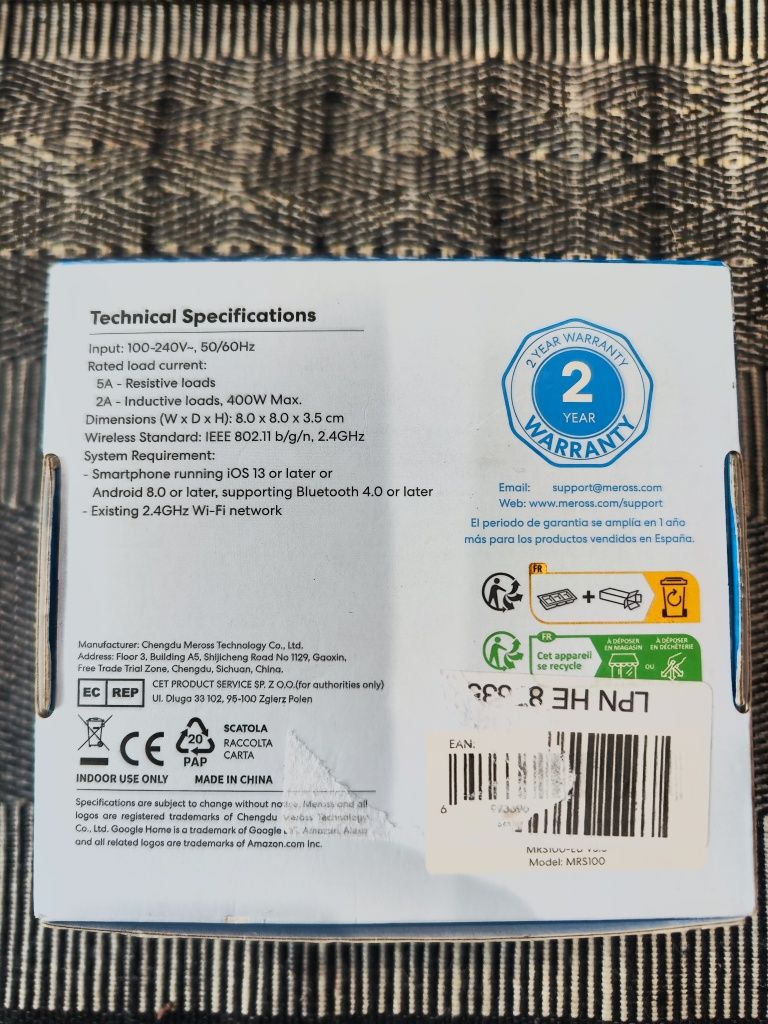 Technical Specifications
Input: 100-240V~, 50/60Hz
Rated load current:
5A - Resistive loads
2A - Inductive loads, 400W Max.
Dimensions (W x D x H): 8.0 x 8.0 x 3.5 cm
Wireless Standard: IEEE 802.11 b/g/n, 2.4GHz
System Requirement:
- Smartphone running iOS 13 or later or
Android 8.0 or later, supporting Bluetooth 4.0 or later
- Existing 2.4GHz Wi-Fi network
2 YEAR WARRANTY
2
YEAR
WARRANTY
Email: support@meross.com
Web: www.meross.com/support
El periodo de garantia se amplía en 1 año
más para los productos vendidos en España.
FR
+
FR
Cet appareil
se recycle
À DÉPOSER
EN MAGASIN
OU
À DÉPOSER
EN DÉCHÈTERIE
Manufacturer: Chengdu Meross Technology Co., Ltd.
Address: Floor 3, Building A5, Shijicheng Road No 1129, Gaoxin,
Free Trade Trial Zone, Chengdu, Sichuan, China.
EC REP
CET PRODUCT SERVICE SP. Z O.O.(for authorities only)
Ul. Dluga 33 102, 95-100 Zgierz Polen
CE
20
PAP
SCATOLA
RACCOLTA
CARTA
INDOOR USE ONLY MADE IN CHINA
Specifications are subject to change without notice. Meross and all
logos are registered trademarks of Chengdu Meross Technology
Co., Ltd. Google Home is a trademark of Google Amazon, Alexa
and all related logos are trademarks of Amazon.com Inc.
LPN HE
EAN:
6
Model: MRS100